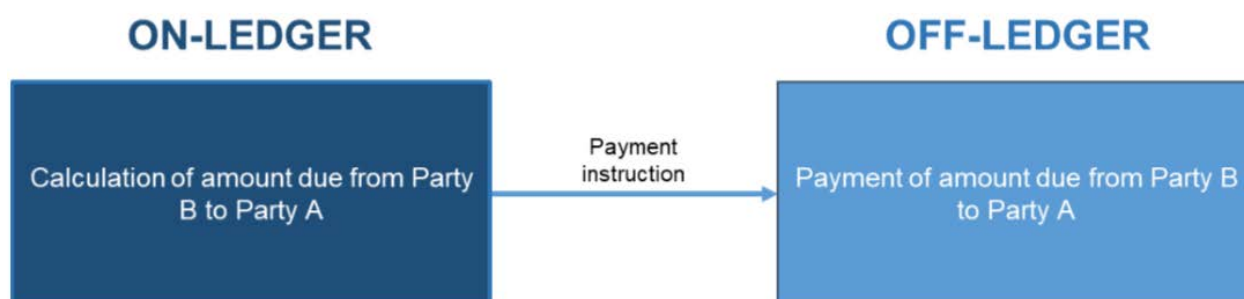 ON-LEDGER
OFF-LEDGER
Calculation of amount due from Party
B to Party A
Payment
instruction
Payment of amount due from Party B
to Party A